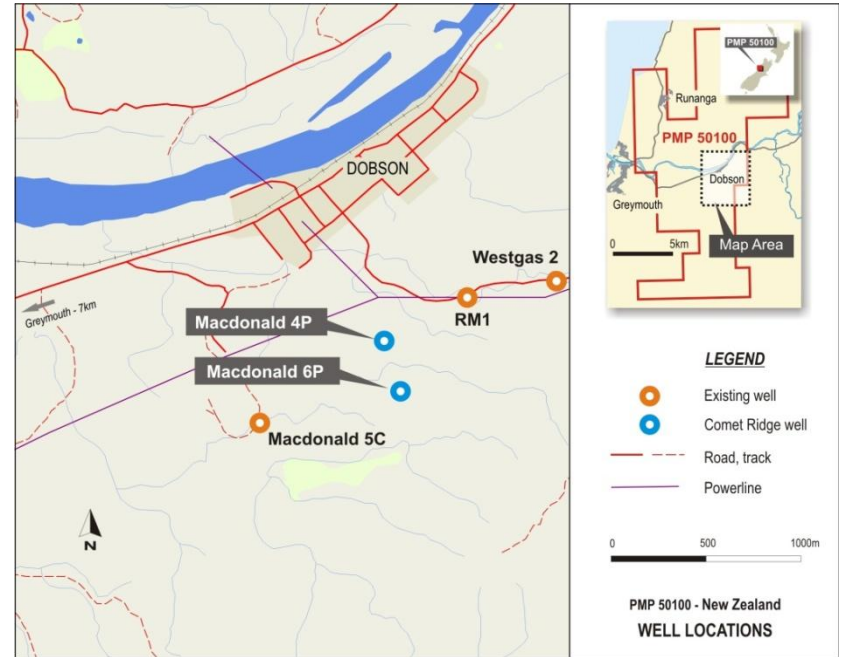 DOBSON
Westgas 2
RM1
Greymouth - 7km
Macdonald 4P
Macdonald 6P
Macdonald 5C
N
PMP 50100
Runanga
PMP 50100
Dobson
Greymouth
0 5km
Map Area
LEGEND
Existing well
Comet Ridge well
Road, track
Powerline
0 500 1000m
PMP 50100 - New Zealand
WELL LOCATIONS